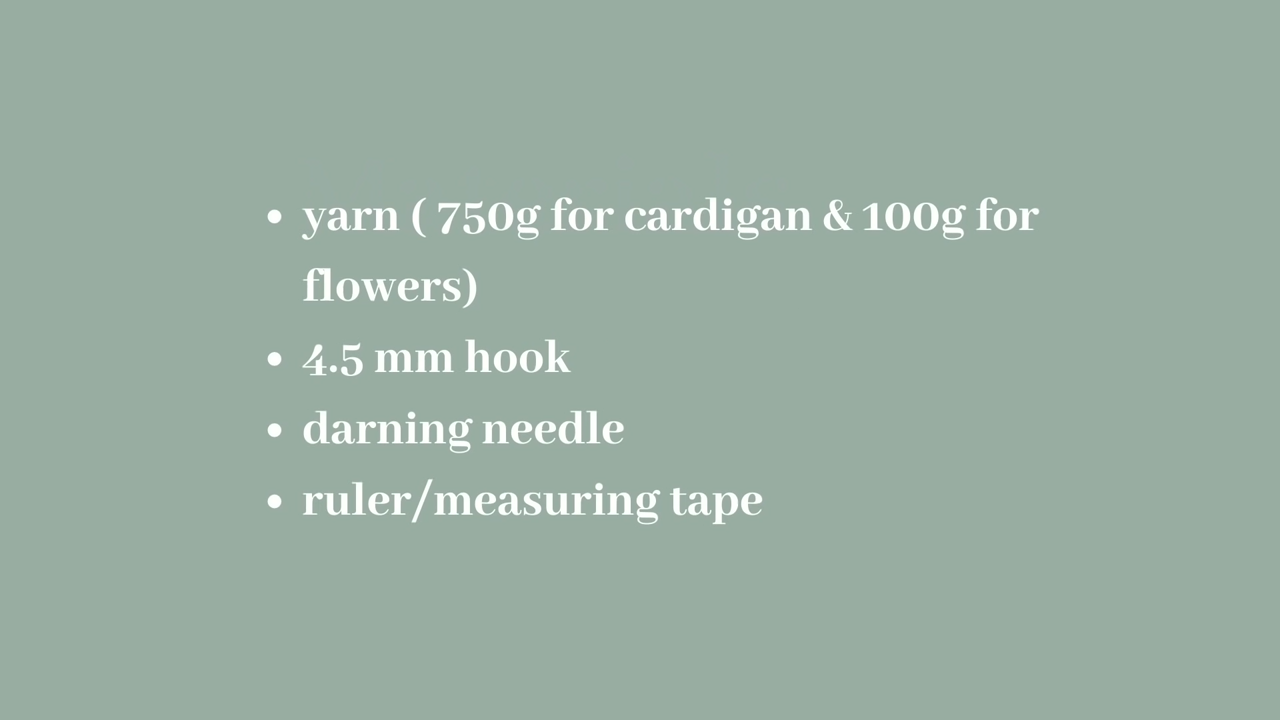 • yarn ( 750g for cardigan & 100g for
flowers)
• 4.5 mm hook
• darning needle
• ruler/measuring tape